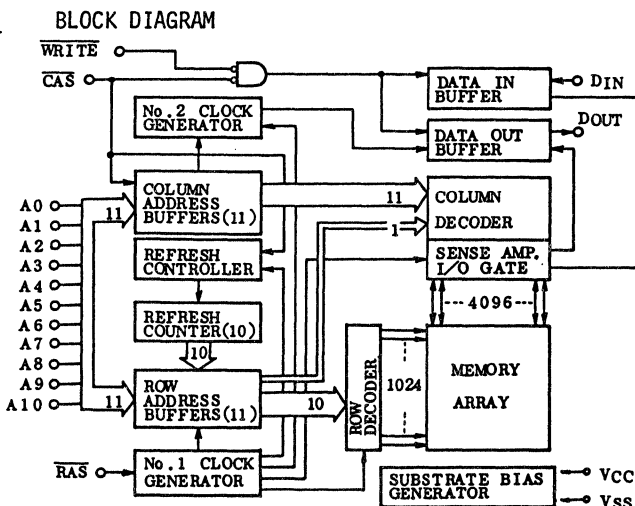 BLOCK DIAGRAM
WRITE
CAS
DATA IN
BUFFER
DIN
No.2 CLOCK
GENERATOR
DATA OUT
BUFFER
DOUT
COLUMN
ADDRESS
BUFFERS(11)
11
11
COLUMN
DECODER
1
A0
A1
A2
A3
A4
A5
A6
A7
A8
A9
A10
REFRESH
CONTROLLER
SENSE AMP.
I/O GATE
4096
REFRESH
COUNTER(10)
10
ROW
ADDRESS
BUFFERS(11)
11
10
ROW
DECODER
1024
MEMORY
ARRAY
RAS
No.1 CLOCK
GENERATOR
SUBSTRATE BIAS
GENERATOR
VCC
VSS